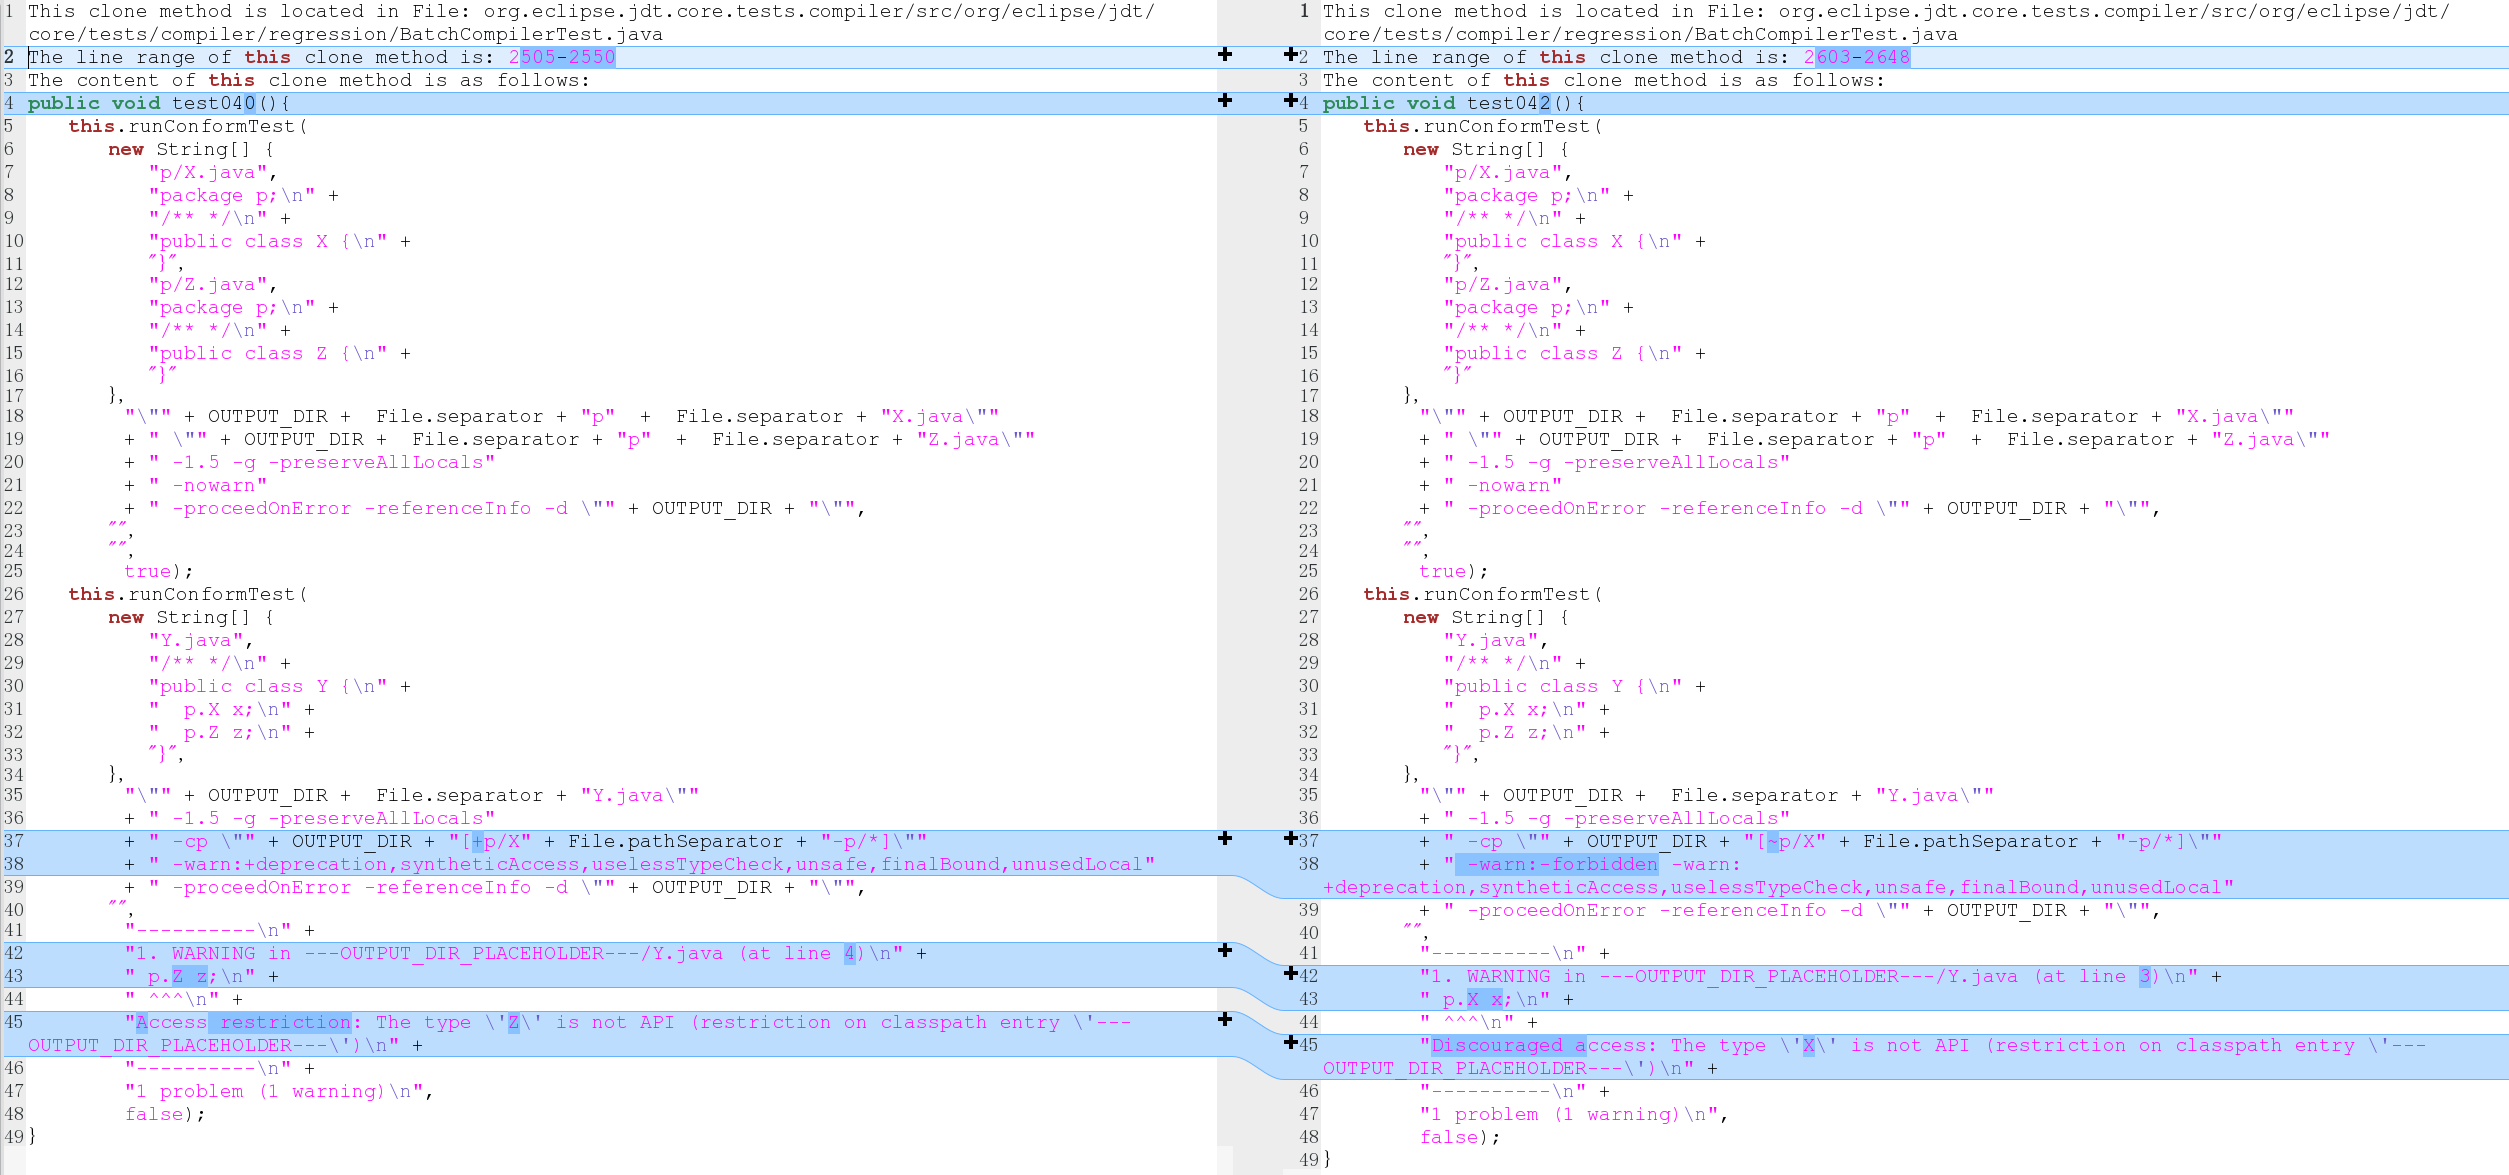 1 This clone method is located in File: org.eclipse.jdt.core.tests.compiler/src/org/eclipse/jdt/
core/tests/compiler/regression/BatchCompilerTest.java
2 The line range of this clone method is: 2505-2550
3 The content of this clone method is as follows:
4 public void test040(){
5 this.runConformTest(
6 new String[] {
7 "p/X.java",
8 "package p;\n" +
9 "/** */\n" +
10 "public class X {\n" +
11 "}",
12 "p/Z.java",
13 "package p;\n" +
14 "/** */\n" +
15 "public class Z {\n" +
16 "}"
17 },
18 "\"" + OUTPUT_DIR +  File.separator + "p"  +  File.separator + "X.java\""
19 + " \"" + OUTPUT_DIR +  File.separator + "p"  +  File.separator + "Z.java\""
20 + " -1.5 -g -preserveAllLocals"
21 + " -nowarn"
22 + " -proceedOnError -referenceInfo -d \"" + OUTPUT_DIR + "\"",
23 "",
24 "",
25 true);
26 this.runConformTest(
27 new String[] {
28 "Y.java",
29 "/** */\n" +
30 "public class Y {\n" +
31 "  p.X x;\n" +
32 "  p.Z z;\n" +
33 "}",
34 },
35 "\"" + OUTPUT_DIR +  File.separator + "Y.java\""
36 + " -1.5 -g -preserveAllLocals"
37 + " -cp \"" + OUTPUT_DIR + "[+p/X" + File.pathSeparator + "-p/*]\""
38 + " -warn:+deprecation,syntheticAccess,uselessTypeCheck,unsafe,finalBound,unusedLocal"
39 + " -proceedOnError -referenceInfo -d \"" + OUTPUT_DIR + "\"",
40 "",
41 "----------\n" +
42 "1. WARNING in ---OUTPUT_DIR_PLACEHOLDER---/Y.java (at line 4)\n" +
43 " p.Z z;\n" +
44 " ^^^\n" +
45 "Access restriction: The type \'Z\' is not API (restriction on classpath entry \'---
OUTPUT_DIR_PLACEHOLDER---\')\n" +
46 "----------\n" +
47 "1 problem (1 warning)\n",
48 false);
49 }
1 This clone method is located in File: org.eclipse.jdt.core.tests.compiler/src/org/eclipse/jdt/
core/tests/compiler/regression/BatchCompilerTest.java
2 The line range of this clone method is: 2603-2648
3 The content of this clone method is as follows:
4 public void test042(){
5 this.runConformTest(
6 new String[] {
7 "p/X.java",
8 "package p;\n" +
9 "/** */\n" +
10 "public class X {\n" +
11 "}",
12 "p/Z.java",
13 "package p;\n" +
14 "/** */\n" +
15 "public class Z {\n" +
16 "}"
17 },
18 "\"" + OUTPUT_DIR +  File.separator + "p"  +  File.separator + "X.java\""
19 + " \"" + OUTPUT_DIR +  File.separator + "p"  +  File.separator + "Z.java\""
20 + " -1.5 -g -preserveAllLocals"
21 + " -nowarn"
22 + " -proceedOnError -referenceInfo -d \"" + OUTPUT_DIR + "\"",
23 "",
24 "",
25 true);
26 this.runConformTest(
27 new String[] {
28 "Y.java",
29 "/** */\n" +
30 "public class Y {\n" +
31 "  p.X x;\n" +
32 "  p.Z z;\n" +
33 "}",
34 },
35 "\"" + OUTPUT_DIR +  File.separator + "Y.java\""
36 + " -1.5 -g -preserveAllLocals"
37 + " -cp \"" + OUTPUT_DIR + "[~p/X" + File.pathSeparator + "-p/*]\""
38 + " -warn:-forbidden -warn:
+deprecation,syntheticAccess,uselessTypeCheck,unsafe,finalBound,unusedLocal"
39 + " -proceedOnError -referenceInfo -d \"" + OUTPUT_DIR + "\"",
40 "",
41 "----------\n" +
42 "1. WARNING in ---OUTPUT_DIR_PLACEHOLDER---/Y.java (at line 3)\n" +
43 " p.X x;\n" +
44 " ^^^\n" +
45 "Discouraged access: The type \'X\' is not API (restriction on classpath entry \'---
OUTPUT_DIR_PLACEHOLDER---\')\n" +
46 "----------\n" +
47 "1 problem (1 warning)\n",
48 false);
49 }